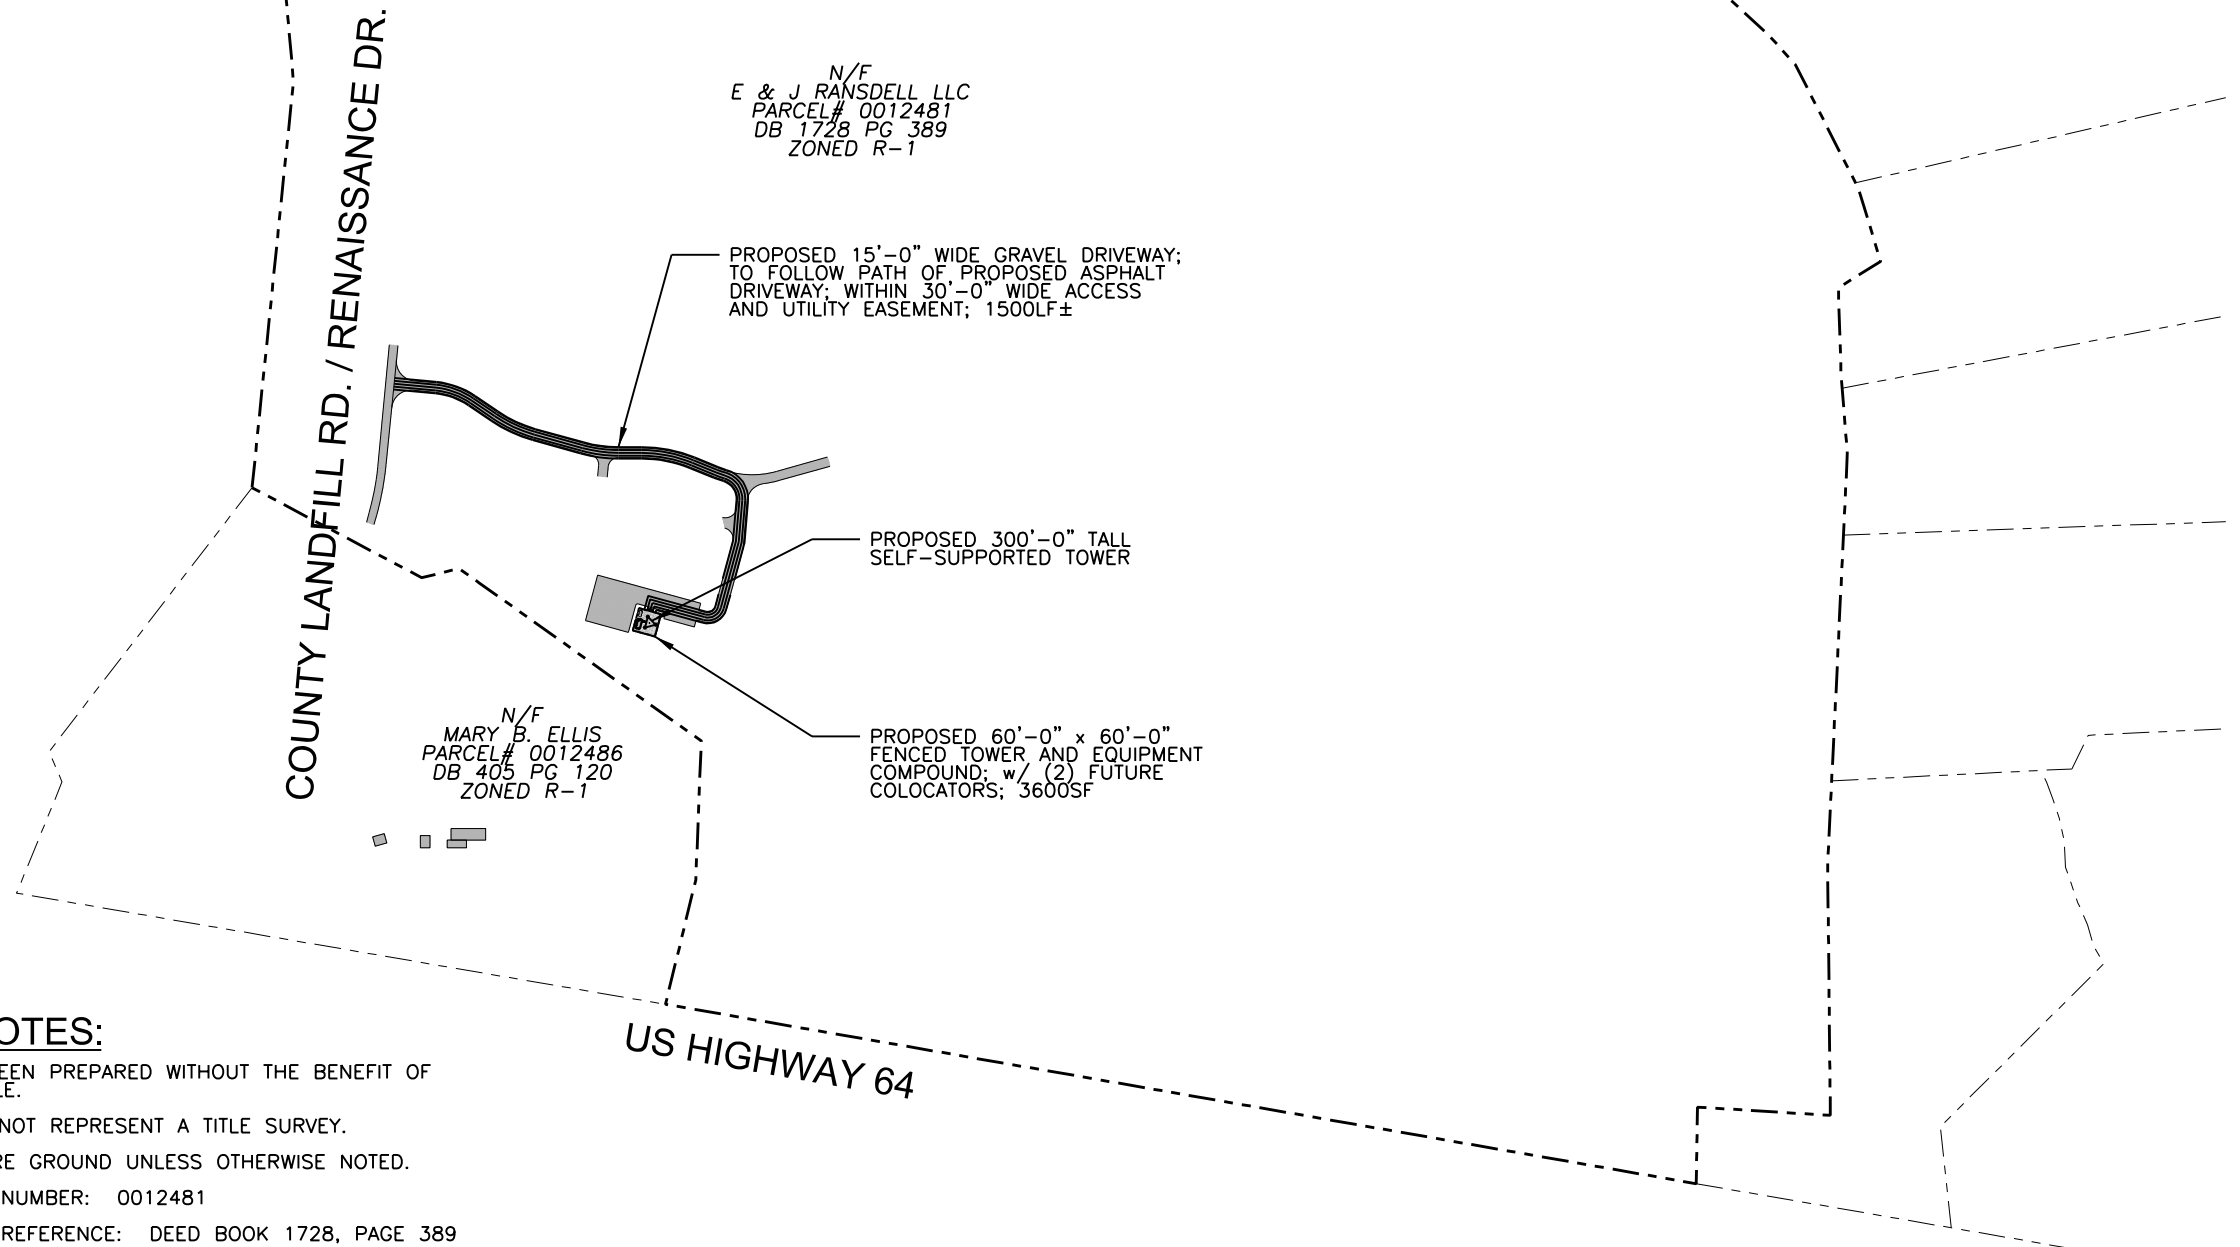 COUNTY LANDFILL RD. / RENAISSANCE DR.
N/F
E & J RANSDELL LLC
PARCEL# 0012481
DB 1728 PG 389
ZONED R-1
PROPOSED 15'-0" WIDE GRAVEL DRIVEWAY;
TO FOLLOW PATH OF PROPOSED ASPHALT
DRIVEWAY; WITHIN 30'-0" WIDE ACCESS
AND UTILITY EASEMENT; 1500LF±
PROPOSED 300'-0" TALL
SELF-SUPPORTED TOWER
N/F
MARY B. ELLIS
PARCEL# 0012486
DB 405 PG 120
ZONED R-1
PROPOSED 60'-0" x 60'-0"
FENCED TOWER AND EQUIPMENT
COMPOUND; w/ (2) FUTURE
COLOCATORS; 3600SF
US HIGHWAY 64
OTES:
EEN PREPARED WITHOUT THE BENEFIT OF
LE.
NOT REPRESENT A TITLE SURVEY.
RE GROUND UNLESS OTHERWISE NOTED.
NUMBER: 0012481
REFERENCE: DEED BOOK 1728, PAGE 389